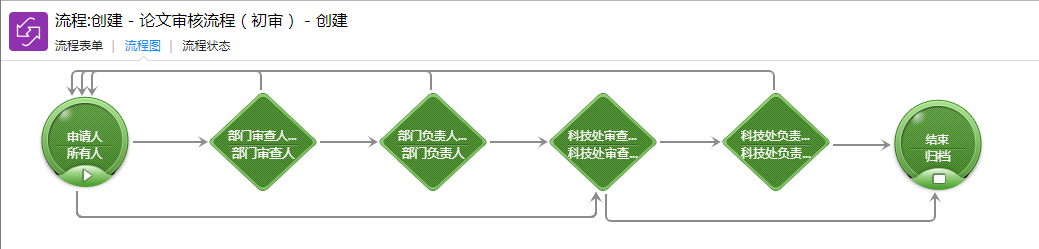 流程:创建 - 论文审核流程（初审） - 创建
流程表单 | 流程图 | 流程状态
申请人
所有人
部门审查人...
部门审查人
部门负责人...
部门负责人
科技处审查...
科技处审查...
科技处负责...
科技处负责...
结束
归档